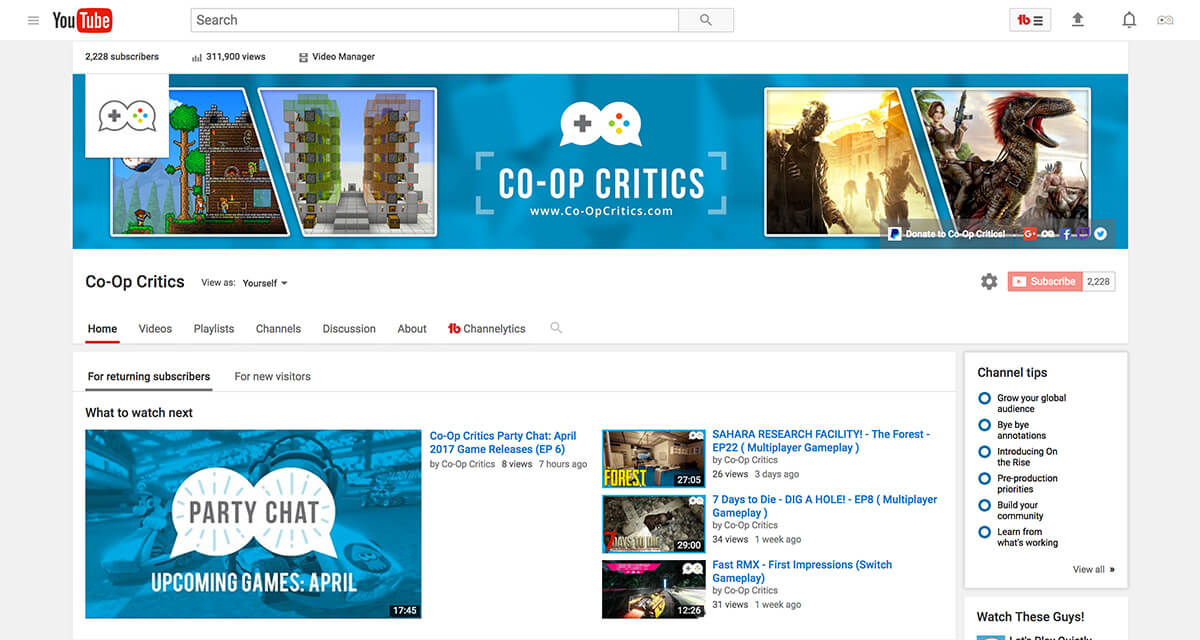 YouTube
Search
2,228 subscribers
311,900 views
Video Manager
CO-OP CRITICS
www.Co-OpCritics.com
Donate to Co-Op Critics!
Co-Op Critics
View as: Yourself
Subscribe 2,228
Home
Videos
Playlists
Channels
Discussion
About
Channelytics
For returning subscribers
For new visitors
What to watch next
PARTY CHAT
UPCOMING GAMES: APRIL
17:45
Co-Op Critics Party Chat: April
2017 Game Releases (EP 6)
by Co-Op Critics 8 views 7 hours ago
FOREST
27:05
SAHARA RESEARCH FACILITY! - The Forest -
EP22 ( Multiplayer Gameplay )
by Co-Op Critics
26 views 3 days ago
7 DAYS TO DIE
29:00
7 Days to Die - DIG A HOLE! - EP8 ( Multiplayer
Gameplay )
by Co-Op Critics
34 views 1 week ago
12:26
Fast RMX - First Impressions (Switch
Gameplay)
by Co-Op Critics
31 views 1 week ago
Channel tips
Grow your global
audience
Bye bye
annotations
Introducing On
the Rise
Pre-production
priorities
Build your
community
Learn from
what's working
View all »
Watch These Guys!
Let's Play Quietly